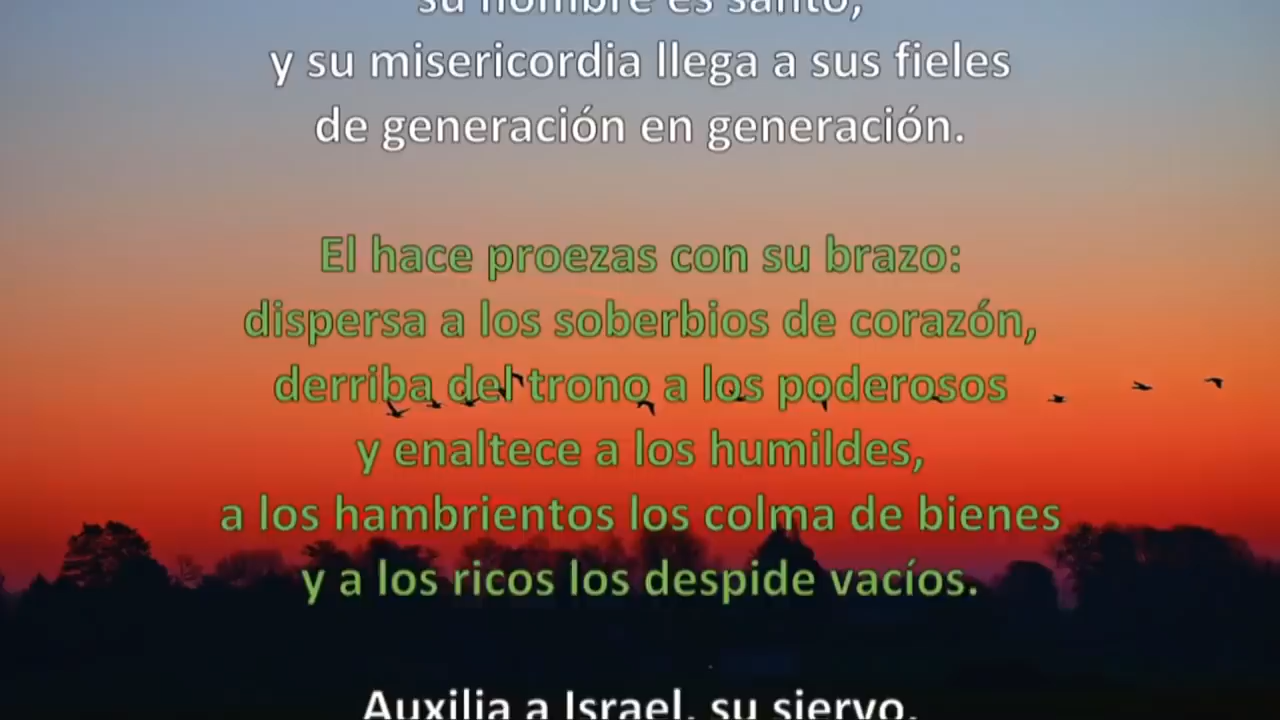 su nombre es santo,
y su misericordia llega a sus fieles
de generación en generación.
El hace proezas con su brazo:
dispersa a los soberbios de corazón,
derriba del trono a los poderosos
y enaltece a los humildes,
a los hambrientos los colma de bienes
y a los ricos los despide vacíos.
Auxilia a Israel, su siervo,